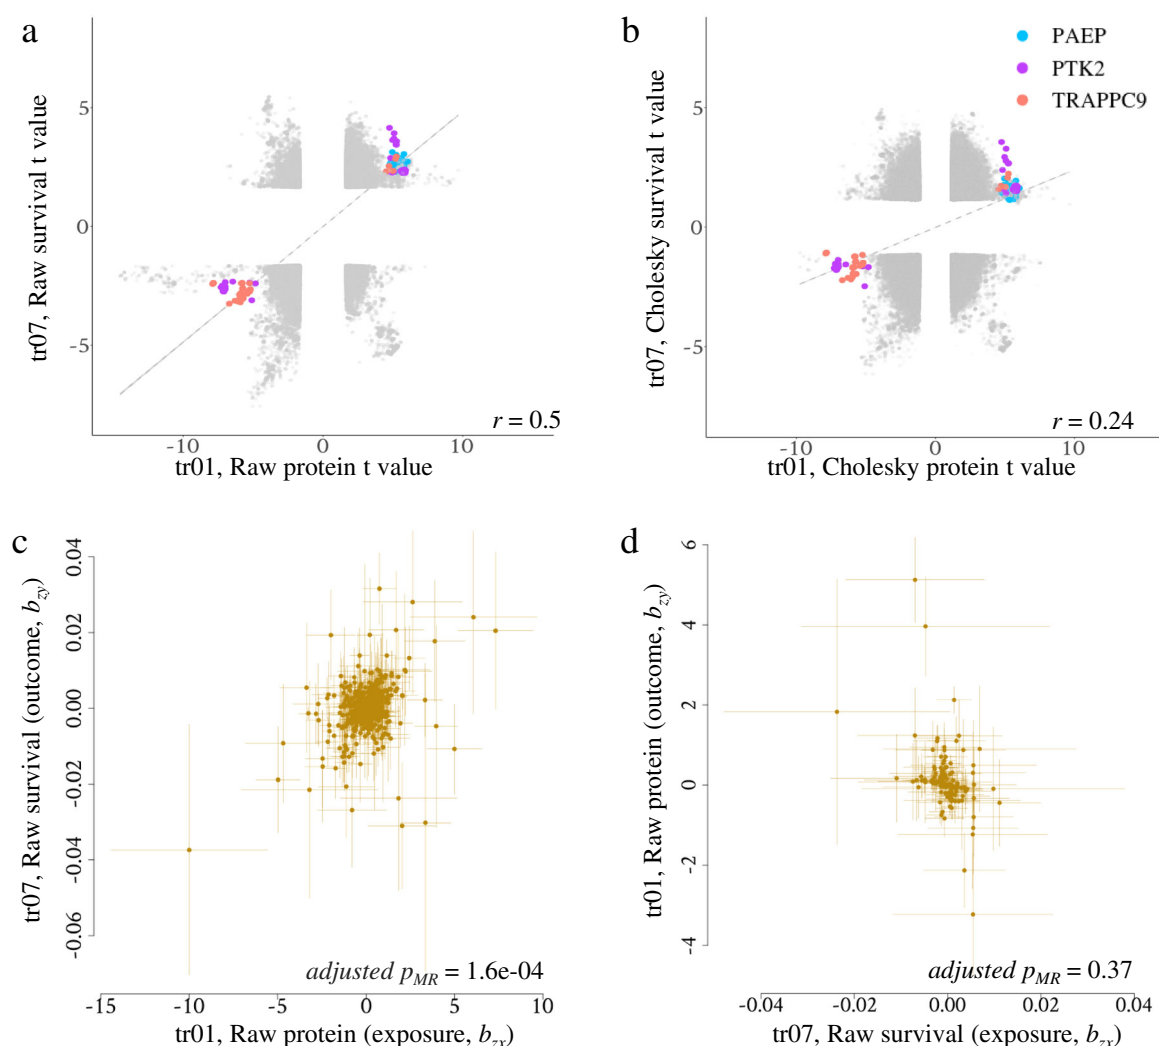 a
tr07, Raw survival t value
5
0
-5
r = 0.5
-10
0
10
tr01, Raw protein t value
b
PAEP
PTK2
TRAPPC9
tr07, Cholesky survival t value
5
0
-5
r = 0.24
-10
0
10
tr01, Cholesky protein t value
c
tr07, Raw survival (outcome, bzy)
0.04
0.02
0.00
-0.02
-0.04
-0.06
adjusted pMR = 1.6e-04
-15
-10
-5
0
5
10
tr01, Raw protein (exposure, bzx)
d
tr01, Raw protein (outcome, bzy)
6
4
2
0
-2
-4
adjusted pMR = 0.37
-0.04
-0.02
0.00
0.02
0.04
tr07, Raw survival (exposure, bzx)